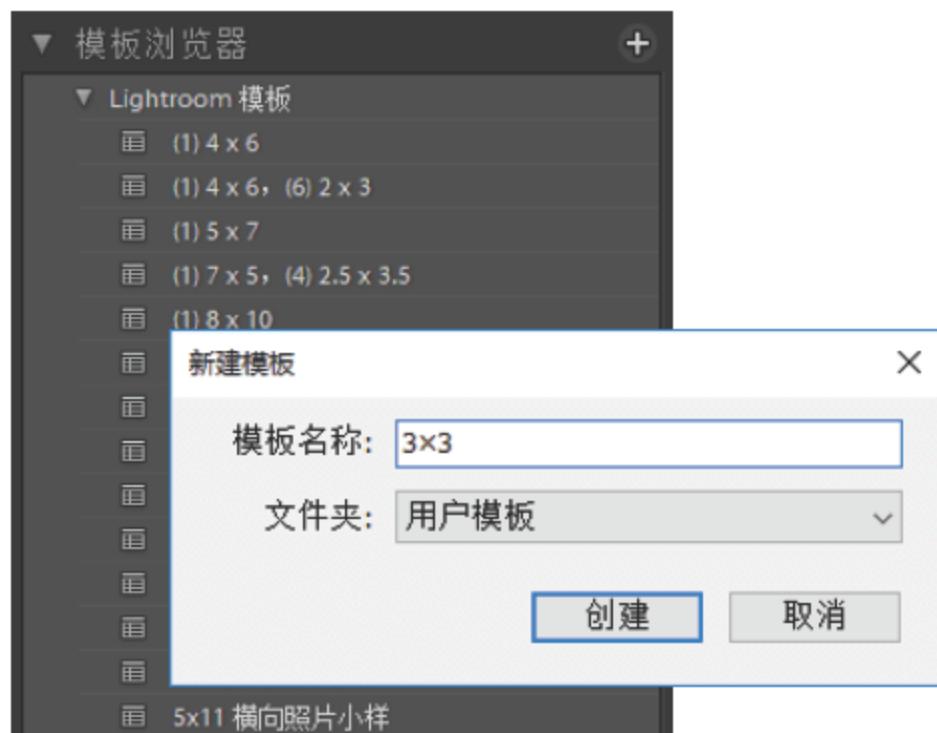 模板浏览器
Lightroom 模板
(1) 4 x 6
(1) 4 x 6，(6) 2 x 3
(1) 5 x 7
(1) 7 x 5，(4) 2.5 x 3.5
(1) 8 x 10
新建模板
模板名称:
3×3
文件夹:
用户模板
创建
取消
5x11 横向照片小样